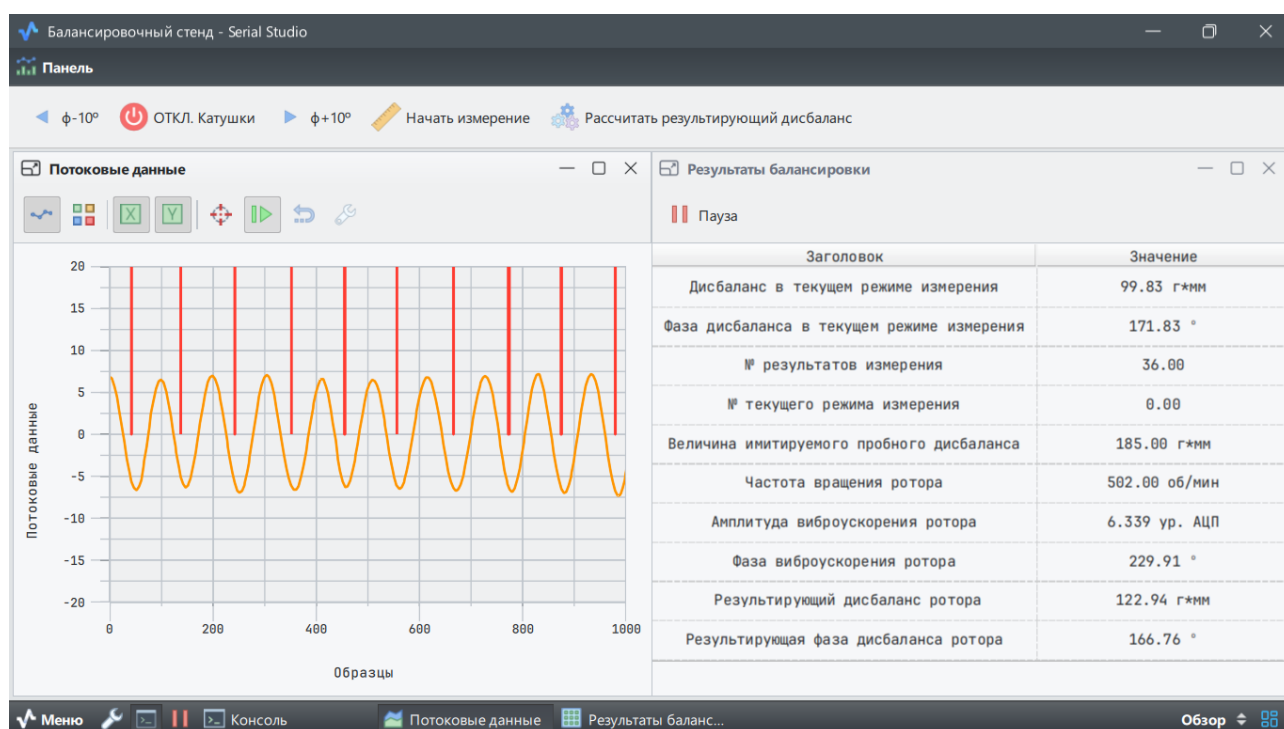 Балансировочный стенд - Serial Studio
Панель
ф-10º ОТКЛ. Катушки ф+10º Начать измерение Рассчитать результирующий дисбаланс
Потоковые данные
X Y
20
15
10
5
0
-5
-10
-15
-20
Потоковые данные
0 200 400 600 800 1000
Образцы
Результаты балансировки
Пауза
Заголовок Значение
Дисбаланс в текущем режиме измерения 99.83 г*мм
Фаза дисбаланса в текущем режиме измерения 171.83 °
№ результатов измерения 36.00
№ текущего режима измерения 0.00
Величина имитируемого пробного дисбаланса 185.00 г*мм
Частота вращения ротора 502.00 об/мин
Амплитуда виброускорения ротора 6.339 ур. АЦП
Фаза виброускорения ротора 229.91 °
Результирующий дисбаланс ротора 122.94 г*мм
Результирующая фаза дисбаланса ротора 166.76 °
Меню Консоль Потоковые данные Результаты баланс... Обзор